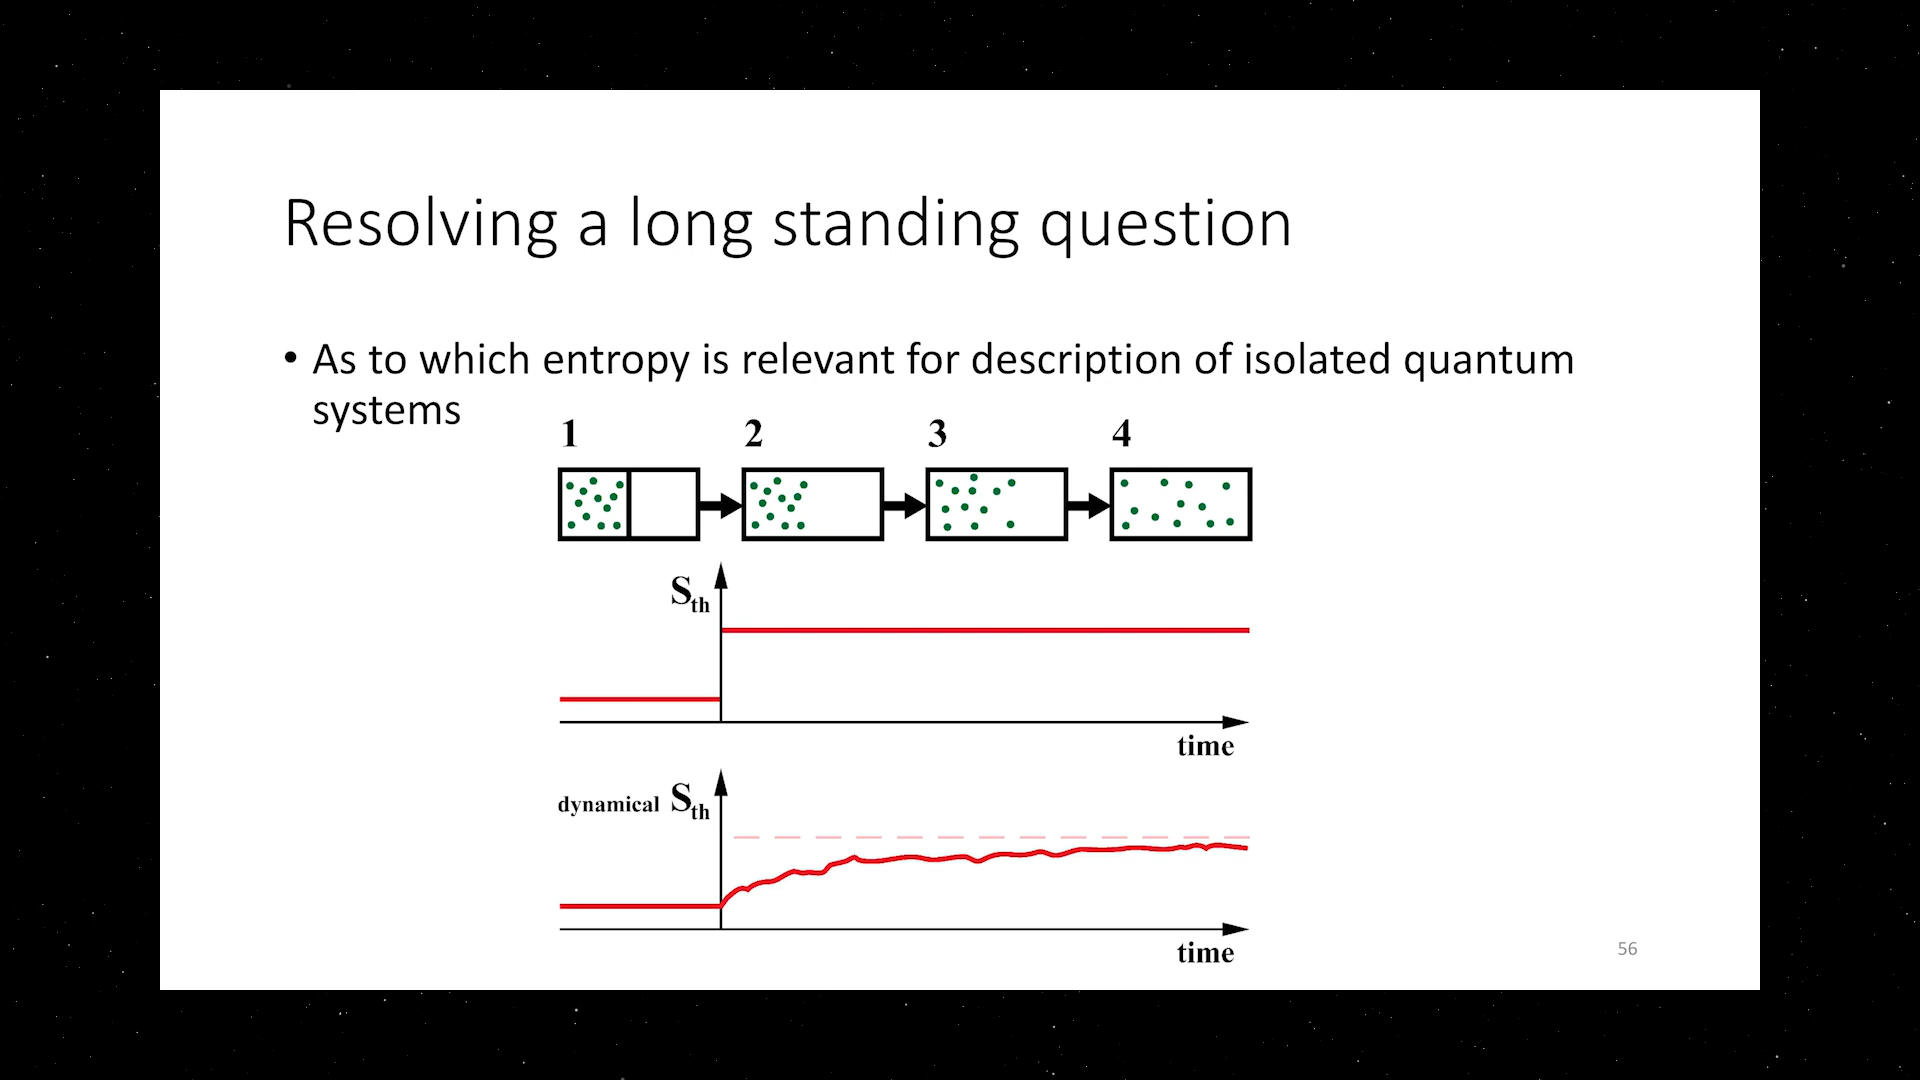 Resolving a long standing question
• As to which entropy is relevant for description of isolated quantum
systems
1 2 3 4
Sth
time
dynamical Sth
time
56